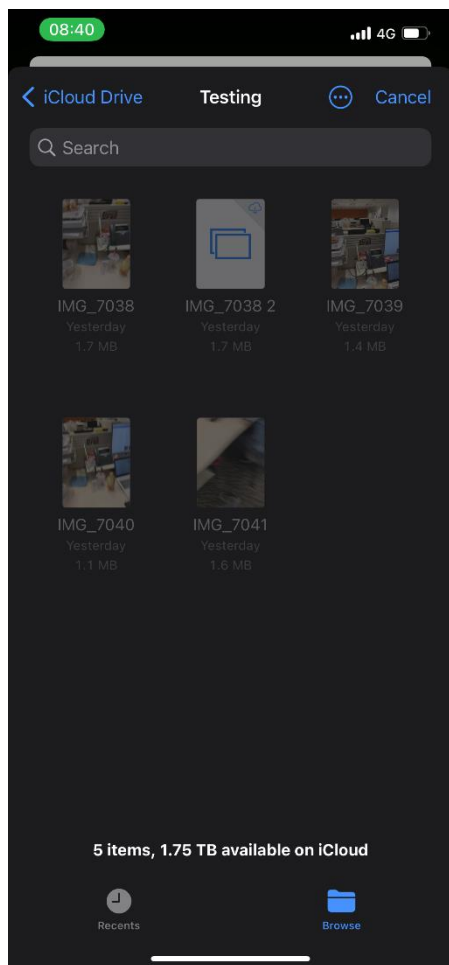 08:40
4G
iCloud Drive
Testing
Cancel
Search
IMG_7038
Yesterday
1.7 MB
IMG_7038 2
Yesterday
1.7 MB
IMG_7039
Yesterday
1.4 MB
IMG_7040
Yesterday
1.1 MB
IMG_7041
Yesterday
1.6 MB
5 items, 1.75 TB available on iCloud
Recents
Browse